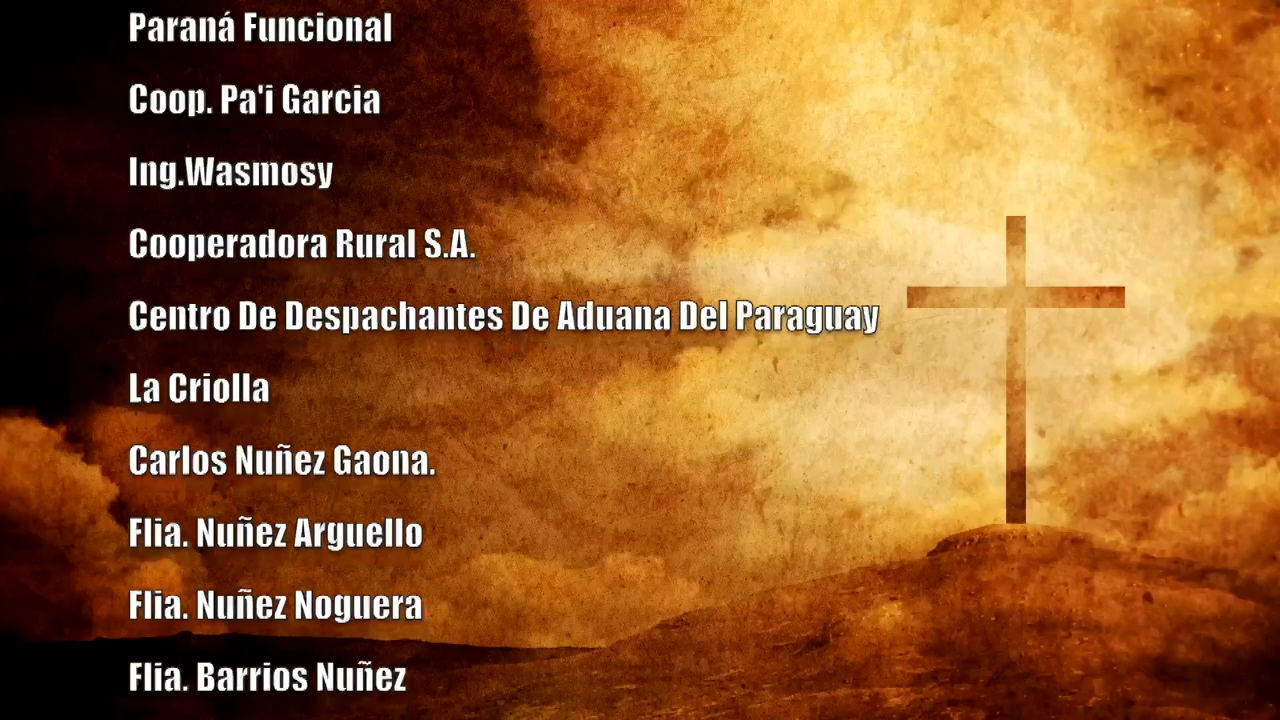 Paraná Funcional
Coop. Pa'i Garcia
Ing.Wasmosy
Cooperadora Rural S.A.
Centro De Despachantes De Aduana Del Paraguay
La Criolla
Carlos Nuñez Gaona.
Flia. Nuñez Arguello
Flia. Nuñez Noguera
Flia. Barrios Nuñez